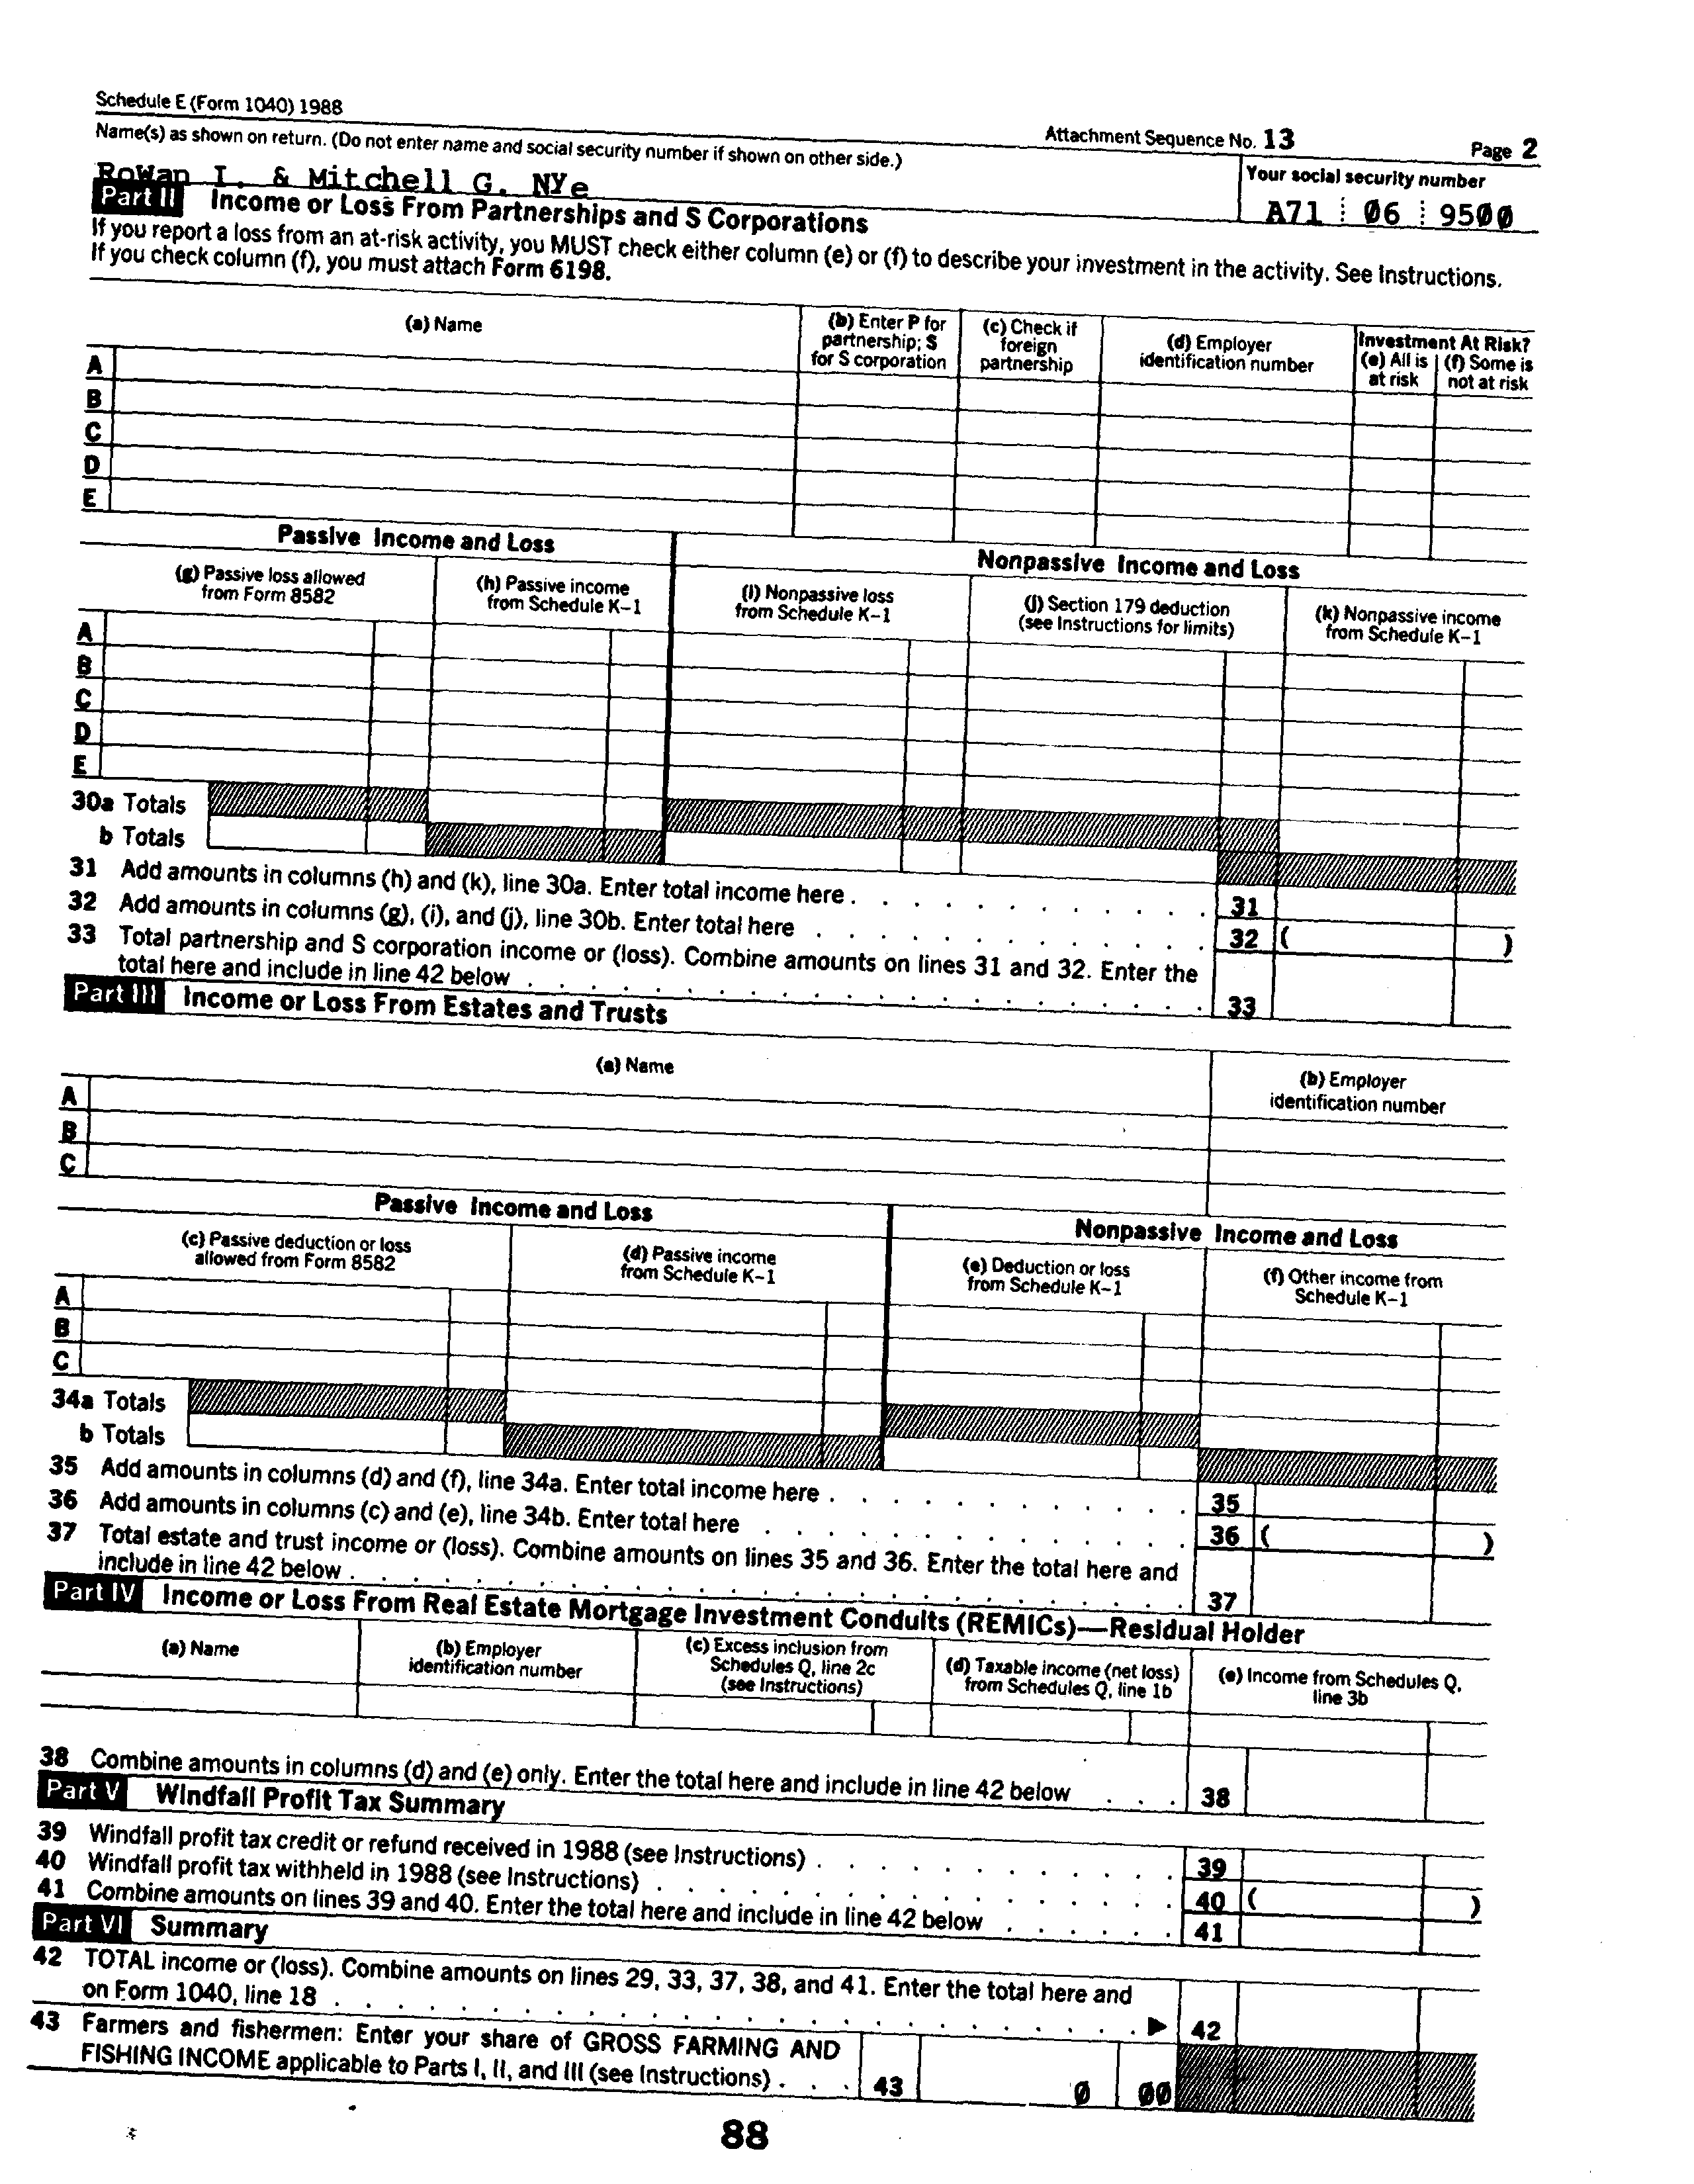 Schedule E (Form 1040) 1988
Attachment Sequence No. 13
Page 2
Name(s) as shown on return. (Do not enter name and social security number if shown on other side.)
Your social security number
RoWan I. & Mitchell G. NYe
A71 06 9500
Part II Income or Loss From Partnerships and S Corporations
If you report a loss from an at-risk activity, you MUST check either column (e) or (f) to describe your investment in the activity. See Instructions.
If you check column (f), you must attach Form 6198.
(a) Name
(b) Enter P for partnership; S for S corporation
(c) Check if foreign partnership
(d) Employer identification number
Investment At Risk?
(e) All is at risk
(f) Some is not at risk
A
B
C
D
E
Passive Income and Loss
Nonpassive Income and Loss
(g) Passive loss allowed from Form 8582
(h) Passive income from Schedule K-1
(i) Nonpassive loss from Schedule K-1
(j) Section 179 deduction (see Instructions for limits)
(k) Nonpassive income from Schedule K-1
A
B
C
D
E
30a Totals
b Totals
31 Add amounts in columns (h) and (k), line 30a. Enter total income here . . . . . . . . . . . . 31
32 Add amounts in columns (g), (i), and (j), line 30b. Enter total here . . . . . . . . . . . . . 32 ( )
33 Total partnership and S corporation income or (loss). Combine amounts on lines 31 and 32. Enter the
total here and include in line 42 below . . . . . . . . . . . . . . . . . . . . . . 33
Part III Income or Loss From Estates and Trusts
(a) Name
(b) Employer identification number
A
B
C
Passive Income and Loss
Nonpassive Income and Loss
(c) Passive deduction or loss allowed from Form 8582
(d) Passive income from Schedule K-1
(e) Deduction or loss from Schedule K-1
(f) Other income from Schedule K-1
A
B
C
34a Totals
b Totals
35 Add amounts in columns (d) and (f), line 34a. Enter total income here . . . . . . . . . . . . 35
36 Add amounts in columns (c) and (e), line 34b. Enter total here . . . . . . . . . . . . . . 36 ( )
37 Total estate and trust income or (loss). Combine amounts on lines 35 and 36. Enter the total here and
include in line 42 below . . . . . . . . . . . . . . . . . . . . . . . . . . 37
Part IV Income or Loss From Real Estate Mortgage Investment Conduits (REMICs)—Residual Holder
(a) Name
(b) Employer identification number
(c) Excess inclusion from Schedules Q, line 2c (see Instructions)
(d) Taxable income (net loss) from Schedules Q, line 1b
(e) Income from Schedules Q, line 3b
38 Combine amounts in columns (d) and (e) only. Enter the total here and include in line 42 below . . . 38
Part V Windfall Profit Tax Summary
39 Windfall profit tax credit or refund received in 1988 (see Instructions) . . . . . . . . . . . . 39
40 Windfall profit tax withheld in 1988 (see Instructions) . . . . . . . . . . . . . . . . . 40 ( )
41 Combine amounts on lines 39 and 40. Enter the total here and include in line 42 below . . . . . . 41
Part VI Summary
42 TOTAL income or (loss). Combine amounts on lines 29, 33, 37, 38, and 41. Enter the total here and
on Form 1040, line 18 . . . . . . . . . . . . . . . . . . . . . . . . . . ▶ 42
43 Farmers and fishermen: Enter your share of GROSS FARMING AND
FISHING INCOME applicable to Parts I, II, and III (see Instructions) . . . 43 0 00
88